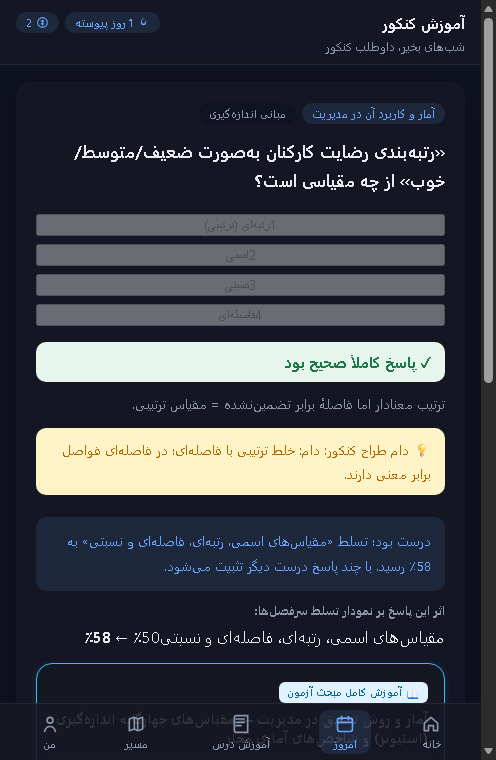 آموزش کنکور
۱ روز پیوسته
2
شب‌های بخیر، داوطلب کنکور
آمار و کاربرد آن در مدیریت
مبانی اندازه‌گیری
«رتبه‌بندی رضایت کارکنان به‌صورت ضعیف/متوسط/
خوب» از چه مقیاسی است؟
1رتبه‌ای (ترتیبی)
2اسمی
3نسبتی
4فاصله‌ای
✓ پاسخ کاملاً صحیح بود
ترتیب معنادار اما فاصلهٔ برابر تضمین‌نشده = مقیاس ترتیبی.
💡 دام طراح کنکور: دام: خلط ترتیبی با فاصله‌ای؛ در فاصله‌ای فواصل
برابر معنی دارند.
درست بود؛ تسلط «مقیاس‌های اسمی، رتبه‌ای، فاصله‌ای و نسبتی» به
58٪ رسید. با چند پاسخ درست دیگر تثبیت می‌شود.
اثر این پاسخ بر نمودار تسلط سرفصل‌ها:
مقیاس‌های اسمی، رتبه‌ای، فاصله‌ای و نسبتی50٪ ← 58٪
📖 آموزش کامل مبحث آزمون
خانه
امروز
آموزش درس
مسیر
من